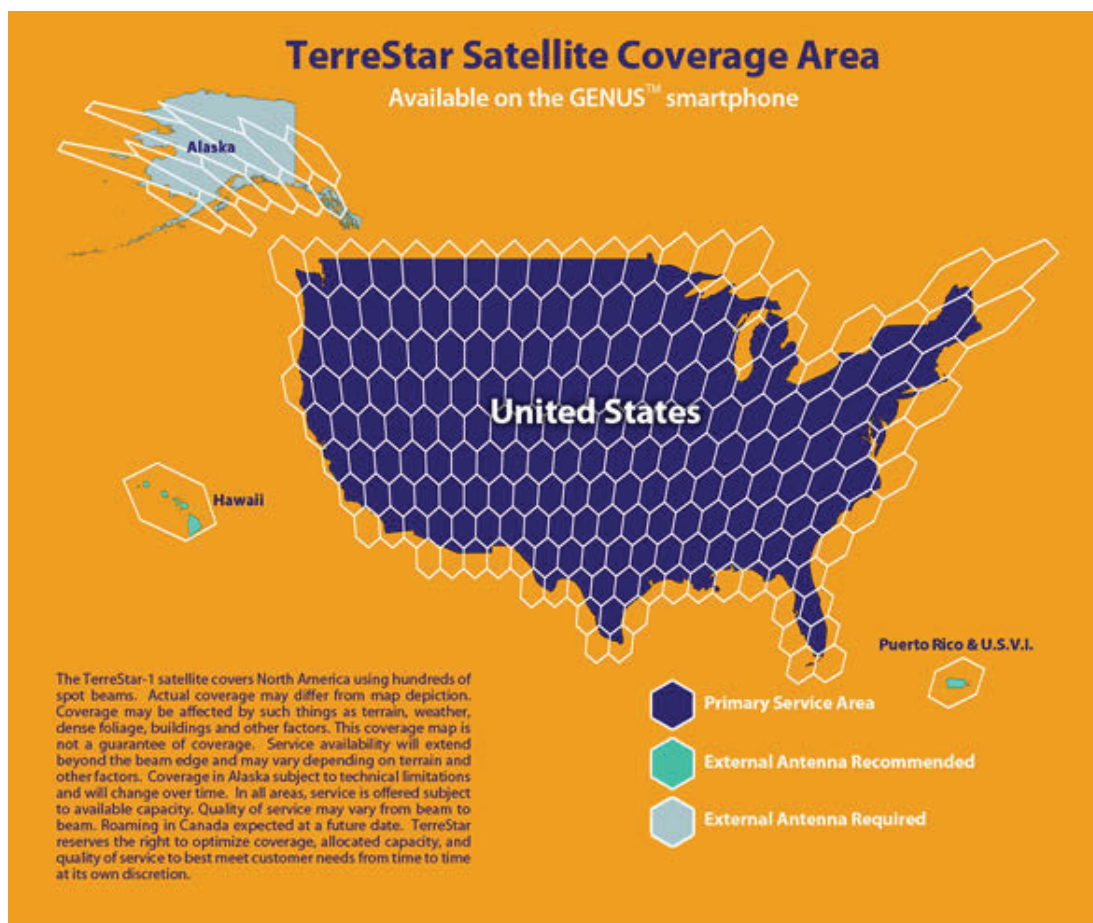 TerreStar Satellite Coverage Area
Available on the GENUS™ smartphone
Alaska
United States
Hawaii
Puerto Rico & U.S.V.I.
The TerreStar-1 satellite covers North America using hundreds of
spot beams. Actual coverage may differ from map depiction.
Coverage may be affected by such things as terrain, weather,
dense foliage, buildings and other factors. This coverage map is
not a guarantee of coverage. Service availability will extend
beyond the beam edge and may vary depending on terrain and
other factors. Coverage in Alaska subject to technical limitations
and will change over time. In all areas, service is offered subject
to available capacity. Quality of service may vary from beam to
beam. Roaming in Canada expected at a future date. TerreStar
reserves the right to optimize coverage, allocated capacity, and
quality of service to best meet customer needs from time to time
at its own discretion.
Primary Service Area
External Antenna Recommended
External Antenna Required